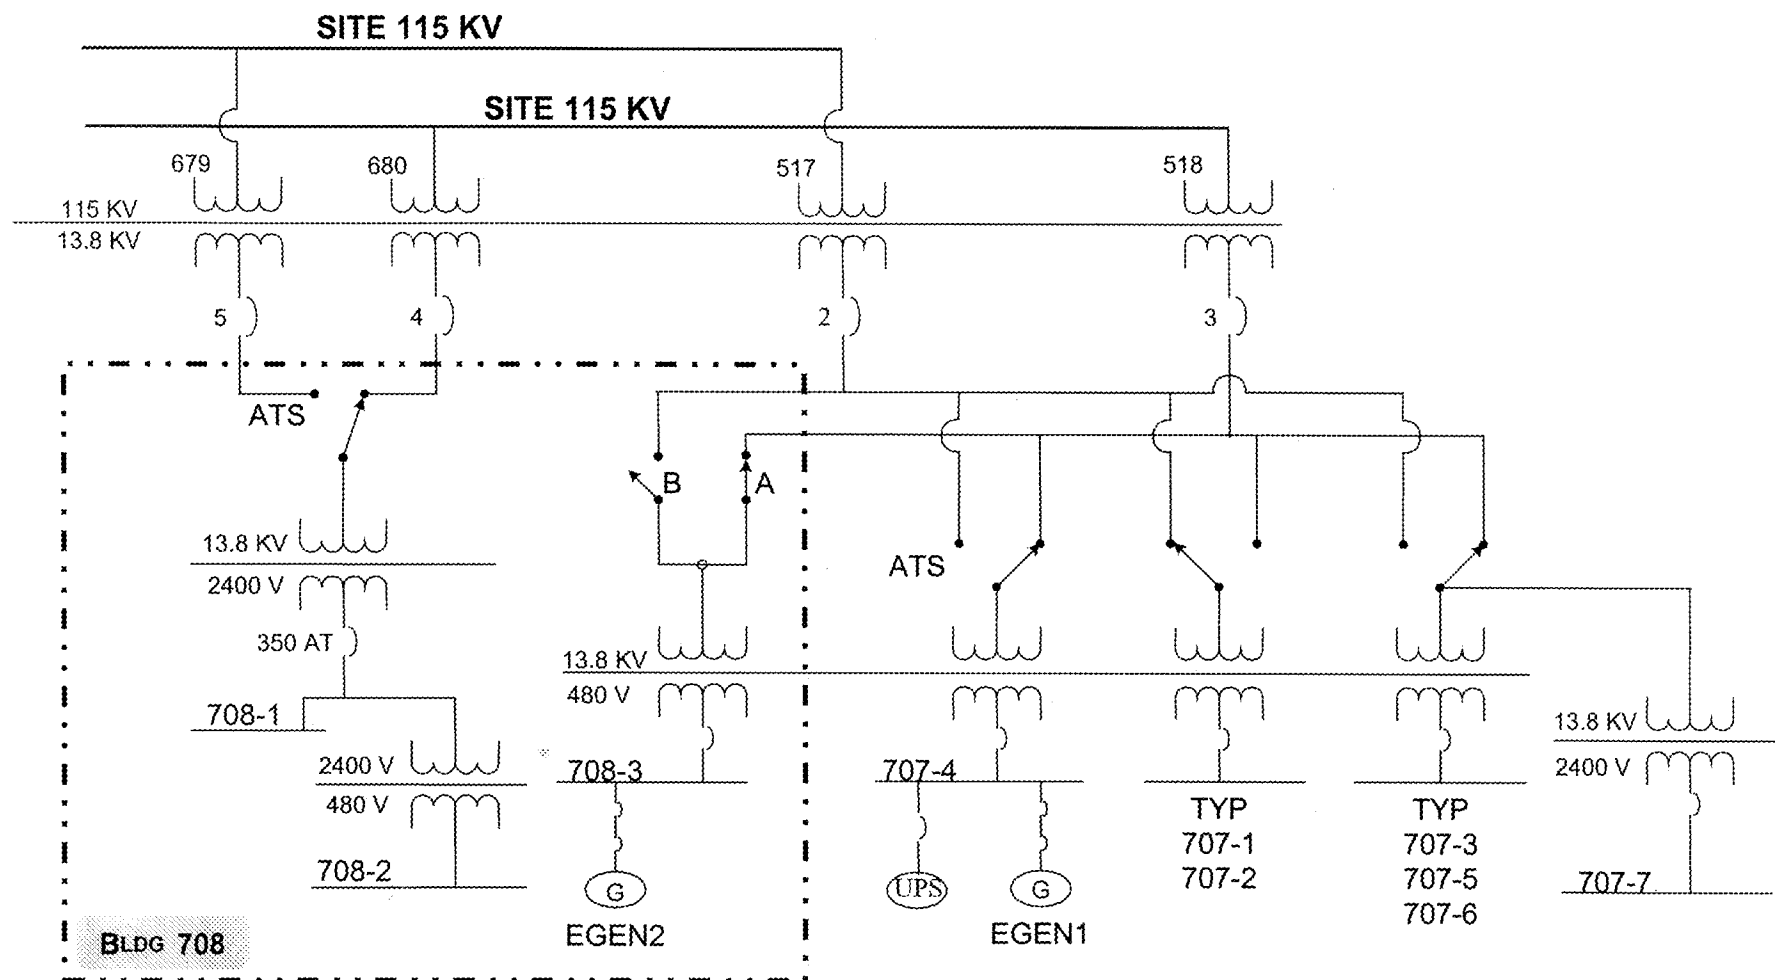 SITE 115 KV
SITE 115 KV
679
680
517
518
115 KV
13.8 KV
5
4
2
3
ATS
B
A
ATS
13.8 KV
2400 V
350 AT
13.8 KV
480 V
708-1
2400 V
480 V
708-2
708-3
707-4
13.8 KV
2400 V
TYP
707-1
707-2
TYP
707-3
707-5
707-6
707-7
G
UPS
G
EGEN2
EGEN1
BLDG 708